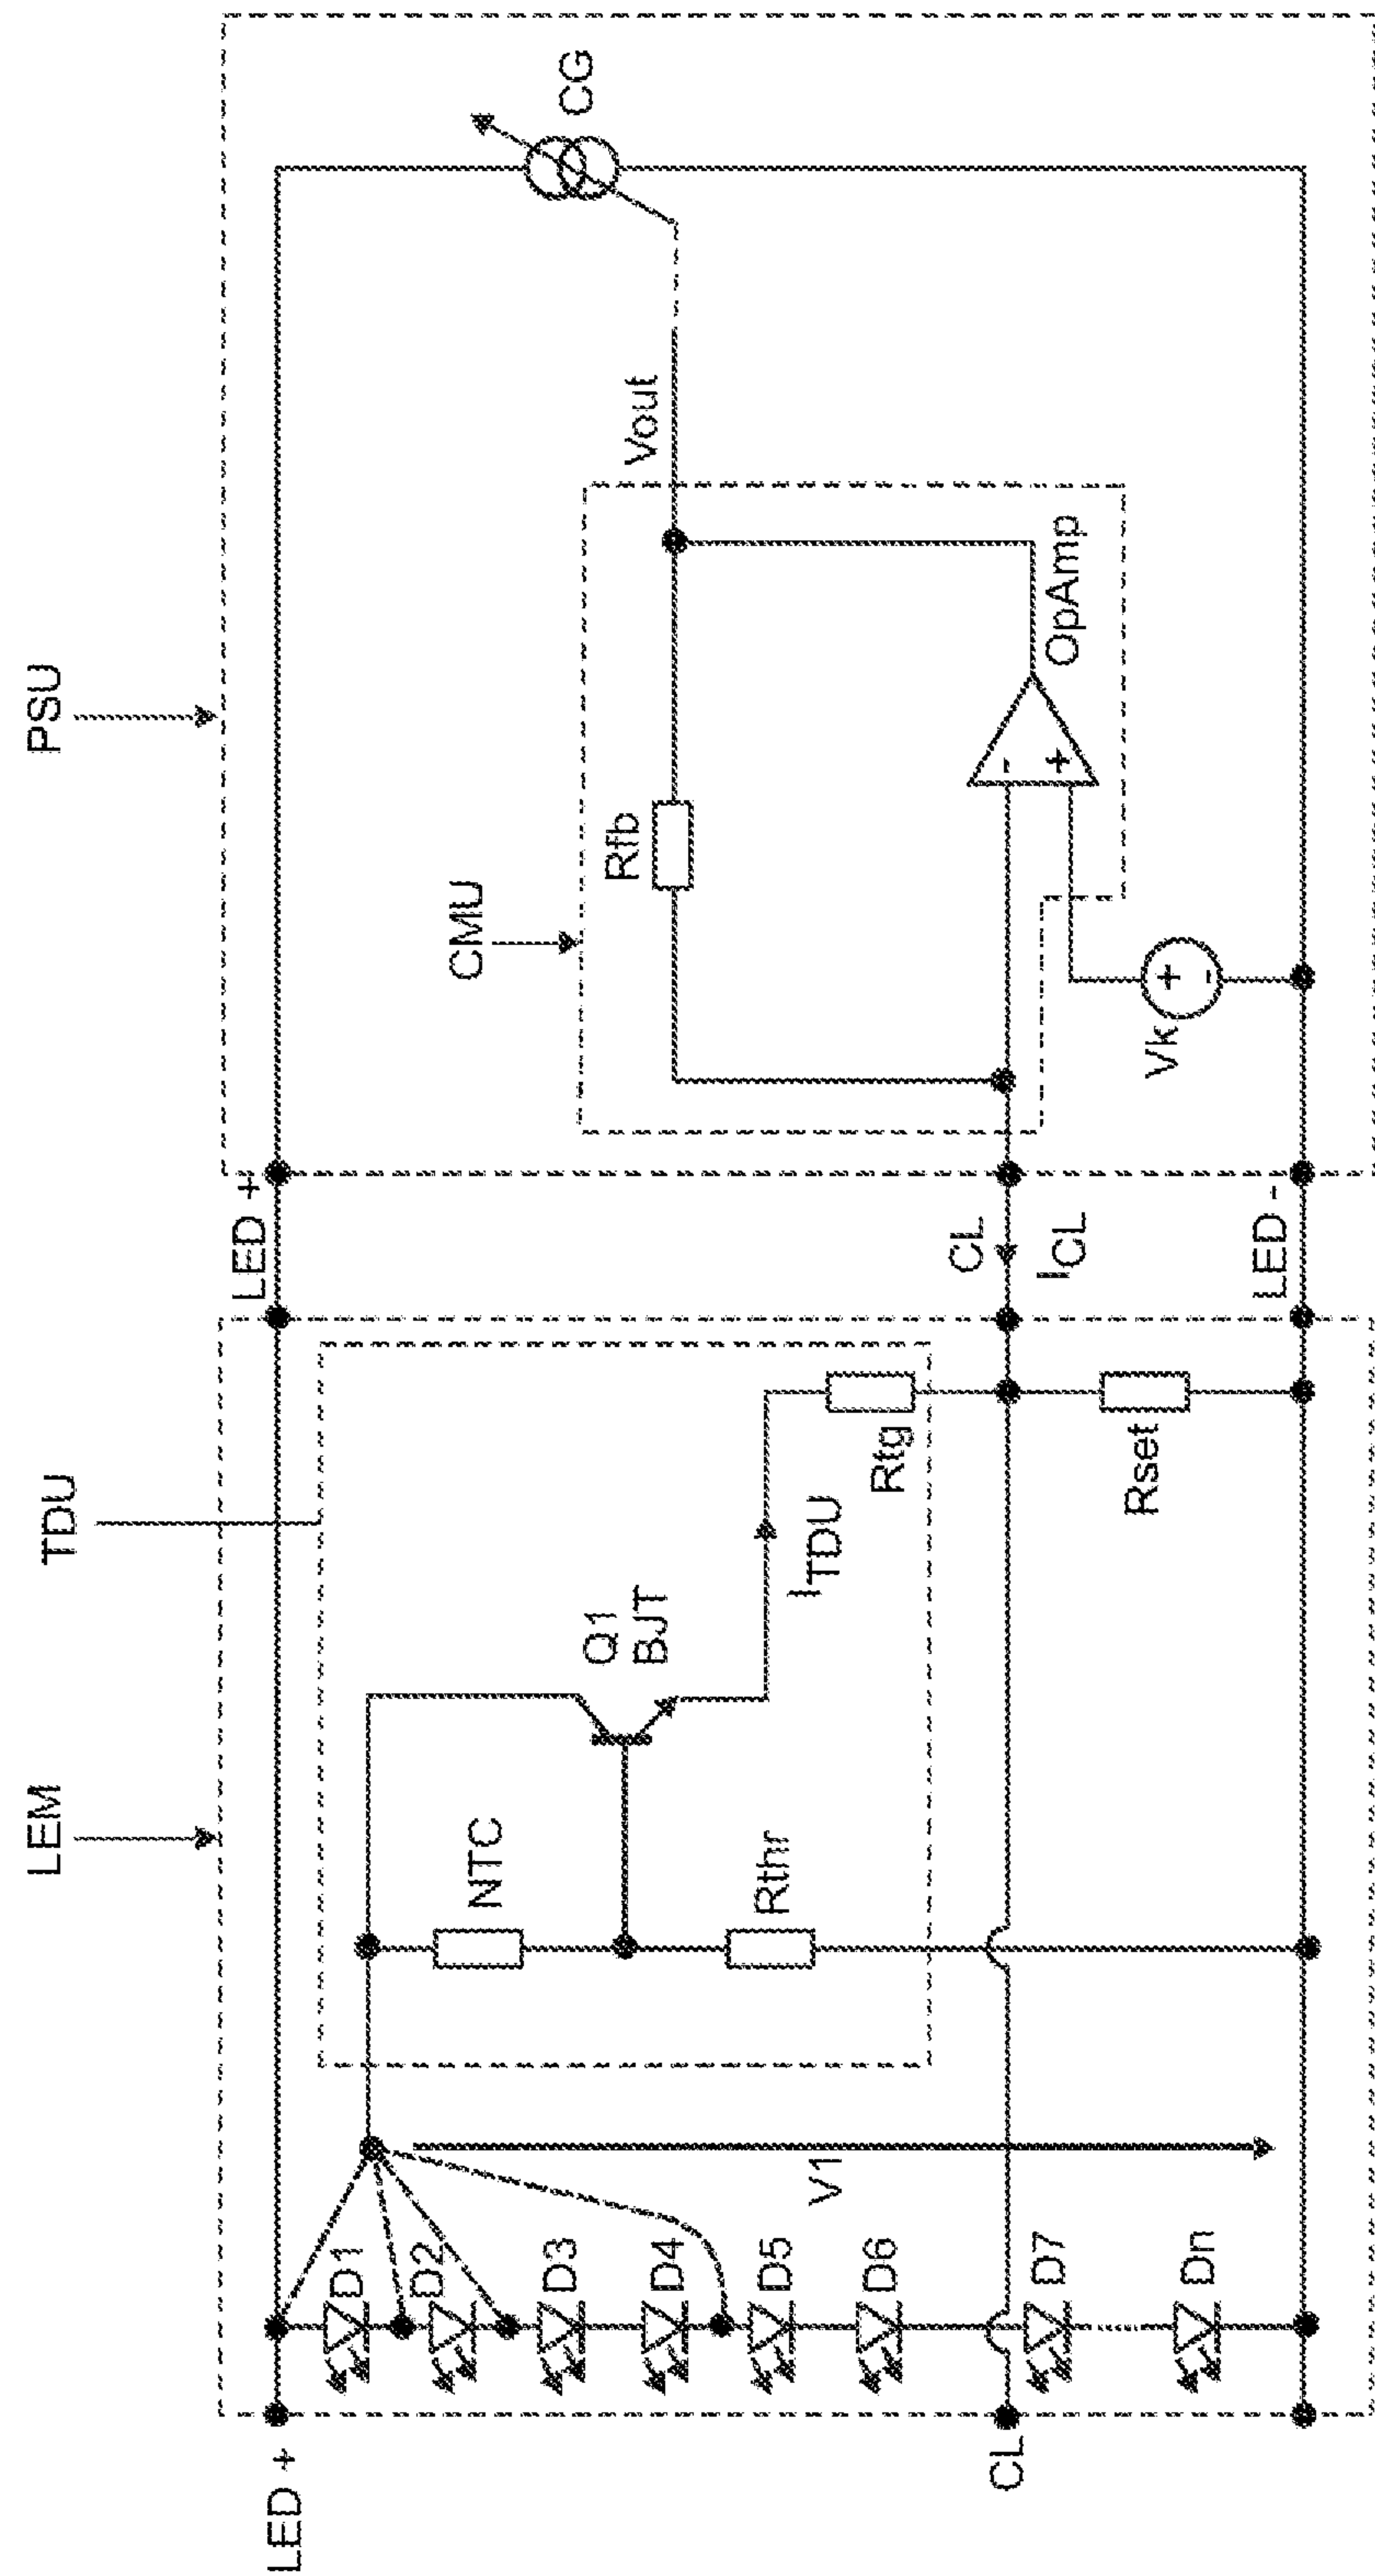 PSU
CG
Vout
CMU
Rfb
OpAmp
-
+
Vk
+
-
LED +
CL
I_CL
LED -
LEM
TDU
Q1
BJT
I_TDU
Rtg
Rset
NTC
Rthr
V1
D1
D2
D3
D4
D5
D6
D7
Dn
LED +
CL